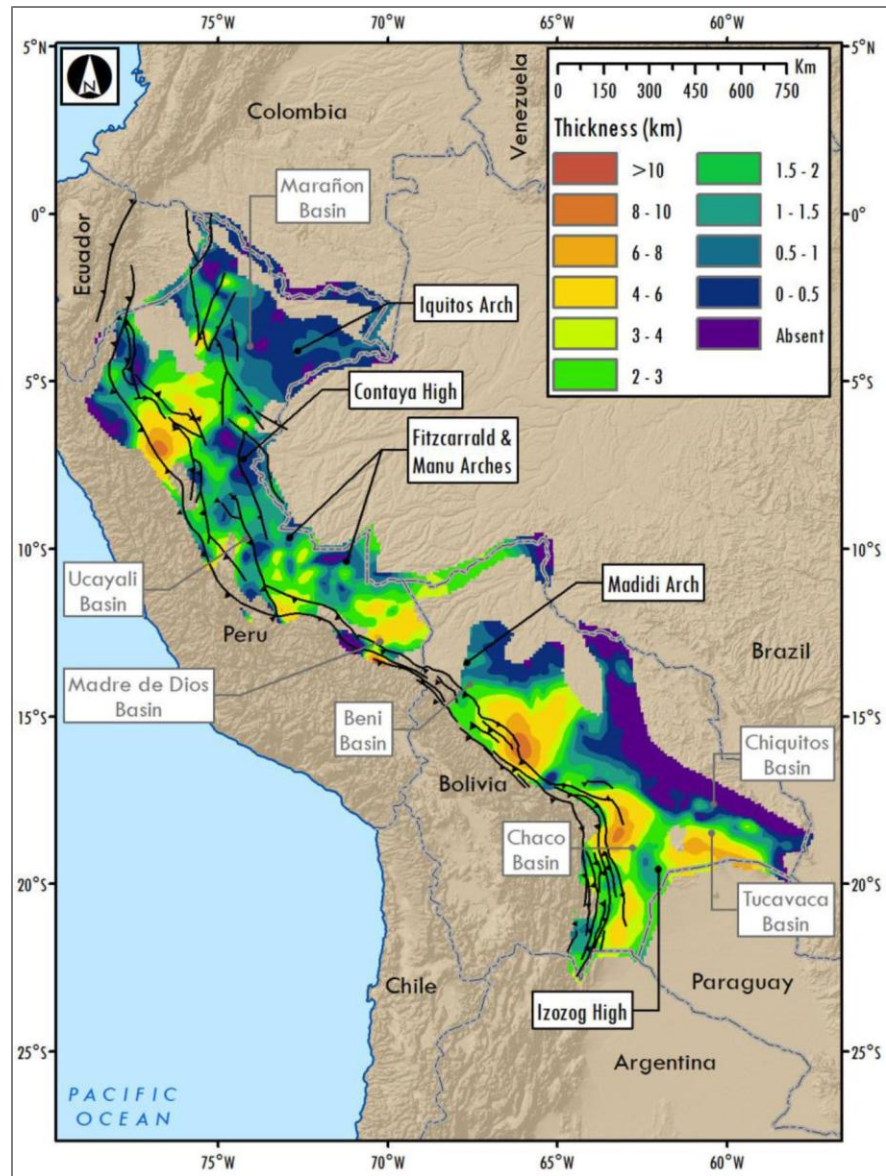 75°W
70°W
65°W
60°W
5°N
5°N
N
Km
0 150 300 450 600 750
Thickness (km)
>10
8 - 10
6 - 8
4 - 6
3 - 4
2 - 3
1.5 - 2
1 - 1.5
0.5 - 1
0 - 0.5
Absent
Colombia
Venezuela
Marañon
Basin
0°
0°
Ecuador
Iquitos Arch
5°S
5°S
Contaya High
Fitzcarrald &
Manu Arches
10°S
10°S
Ucayali
Basin
Madidi Arch
Peru
Brazil
Madre de Dios
Basin
Beni
Basin
15°S
15°S
Chiquitos
Basin
Bolivia
Chaco
Basin
20°S
20°S
Tucavaca
Basin
Chile
Paraguay
Izozog High
25°S
25°S
Argentina
PACIFIC
OCEAN
75°W
70°W
65°W
60°W